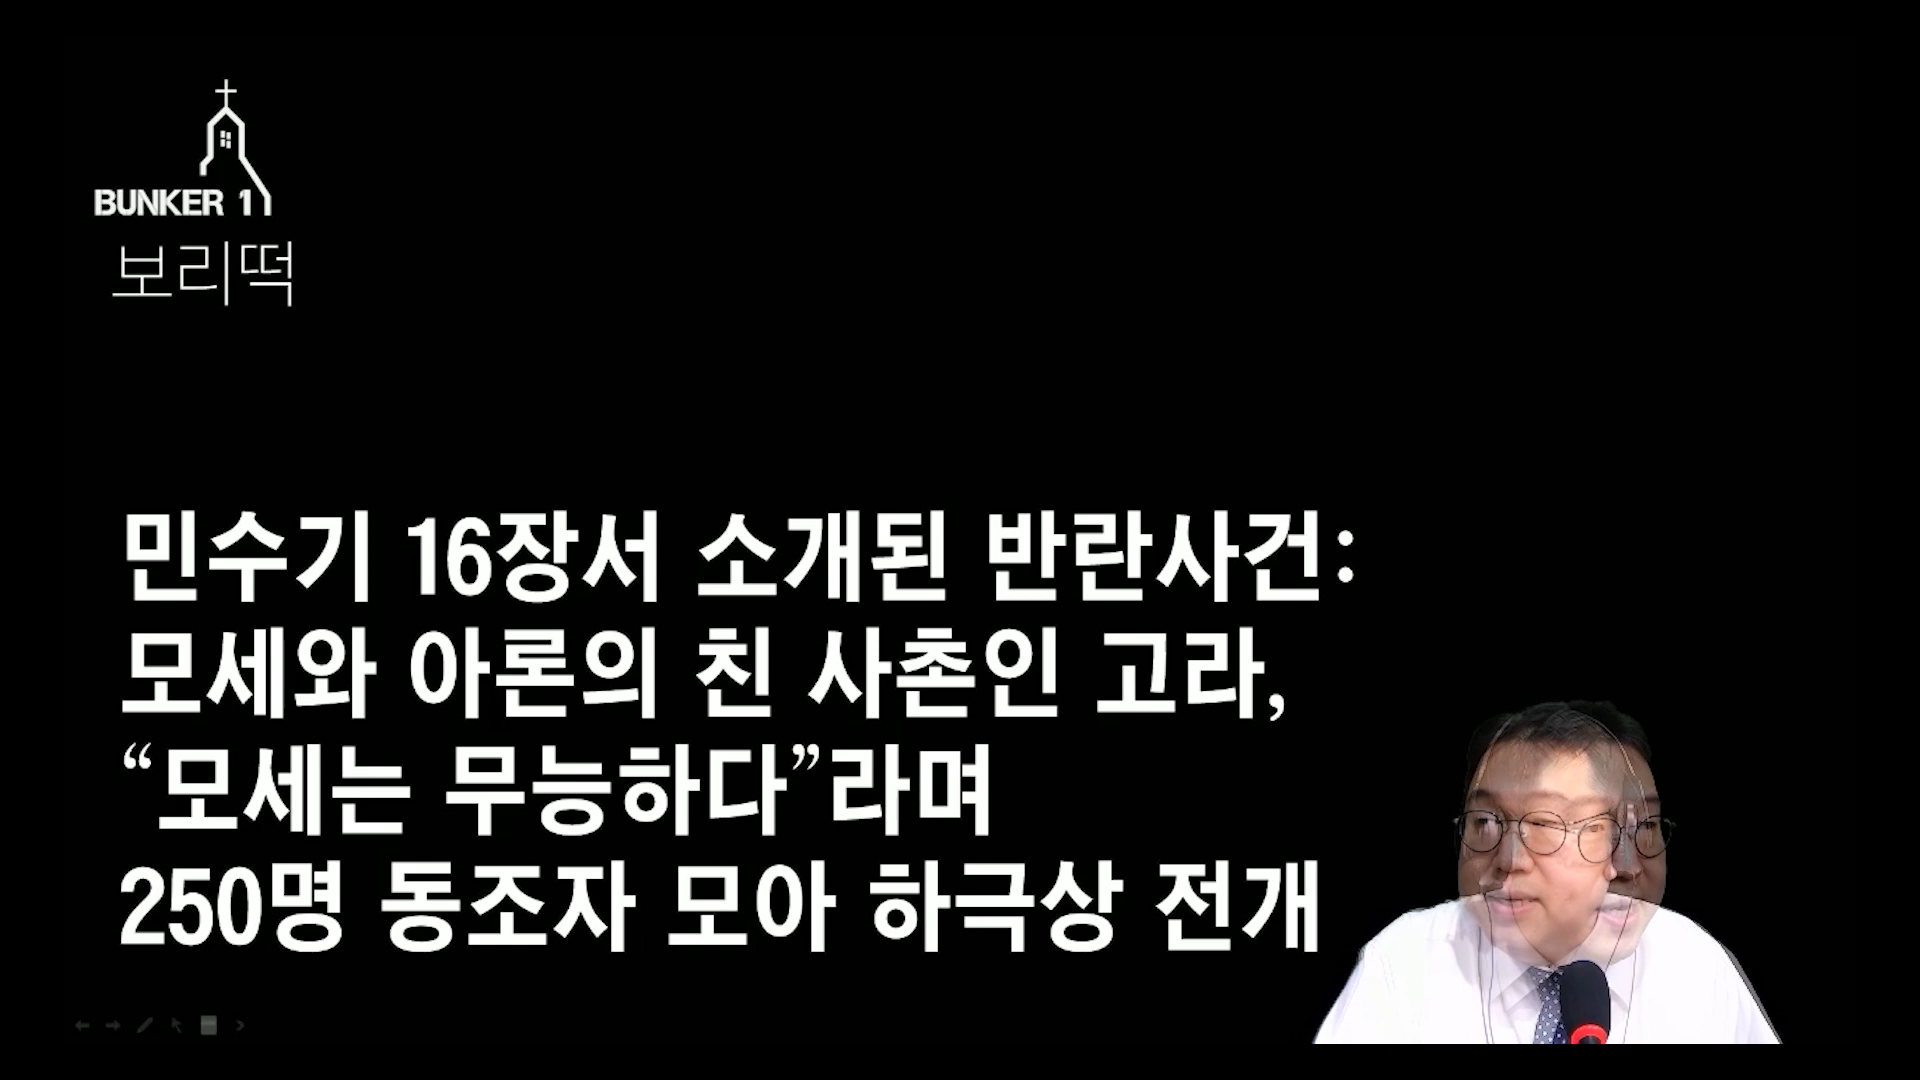 BUNKER 1
보리떡
민수기 16장서 소개된 반란사건:
모세와 아론의 친 사촌인 고라,
“모세는 무능하다”라며
250명 동조자 모아 하극상 전개